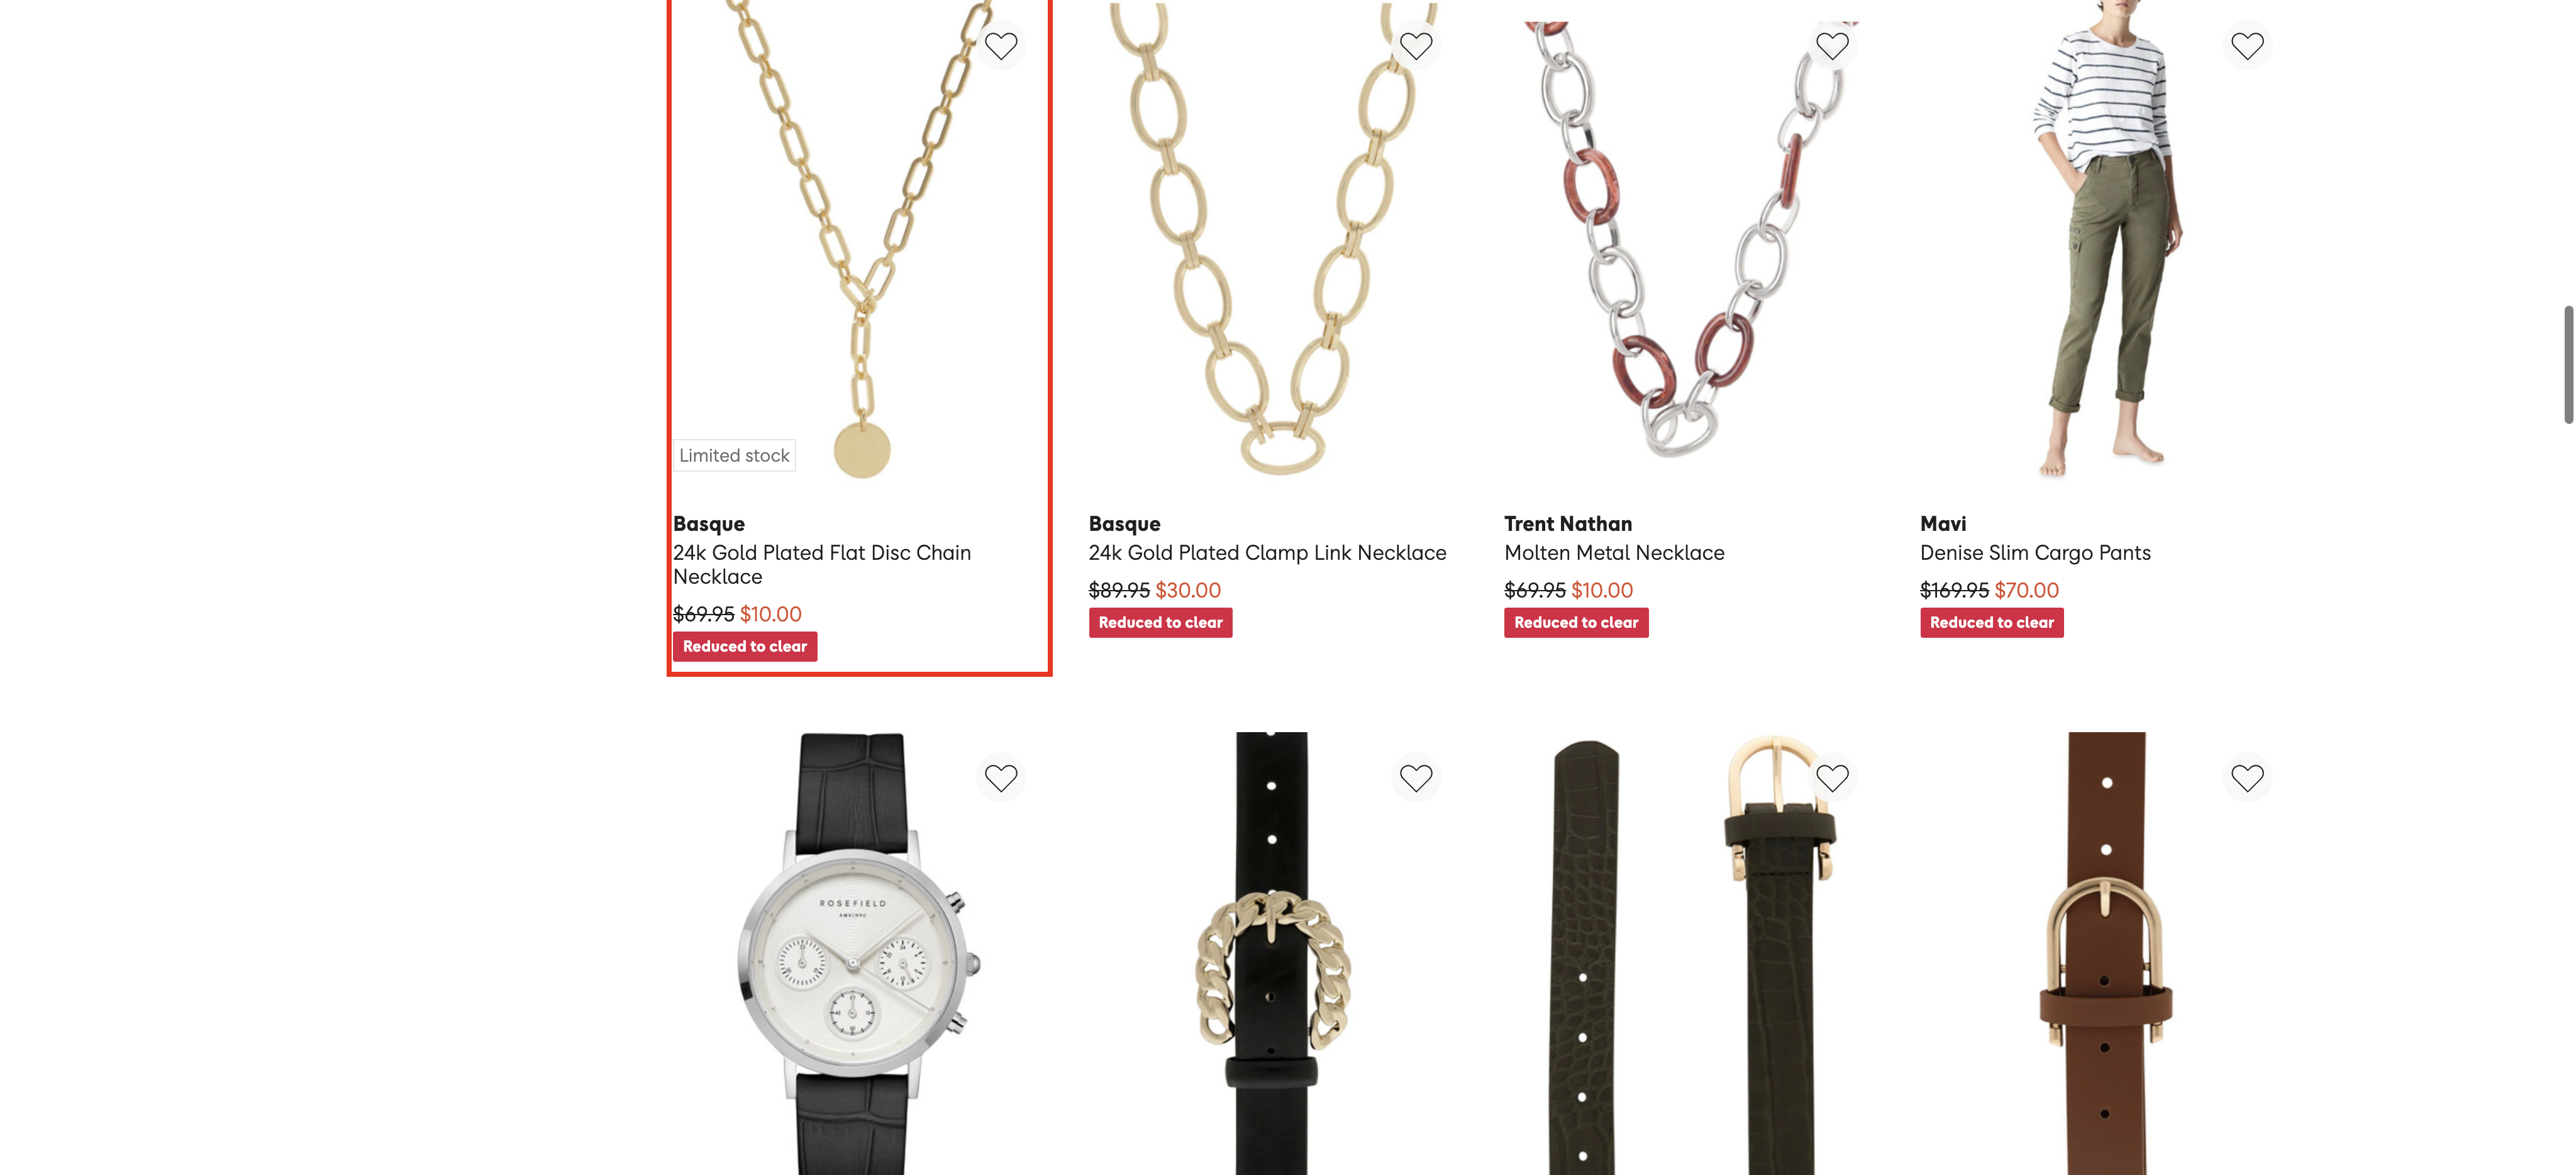 Limited stock
Basque
24k Gold Plated Flat Disc Chain
Necklace
$69.95 $10.00
Reduced to clear
Basque
24k Gold Plated Clamp Link Necklace
$89.95 $30.00
Reduced to clear
Trent Nathan
Molten Metal Necklace
$69.95 $10.00
Reduced to clear
Mavi
Denise Slim Cargo Pants
$169.95 $70.00
Reduced to clear
ROSEFIELD